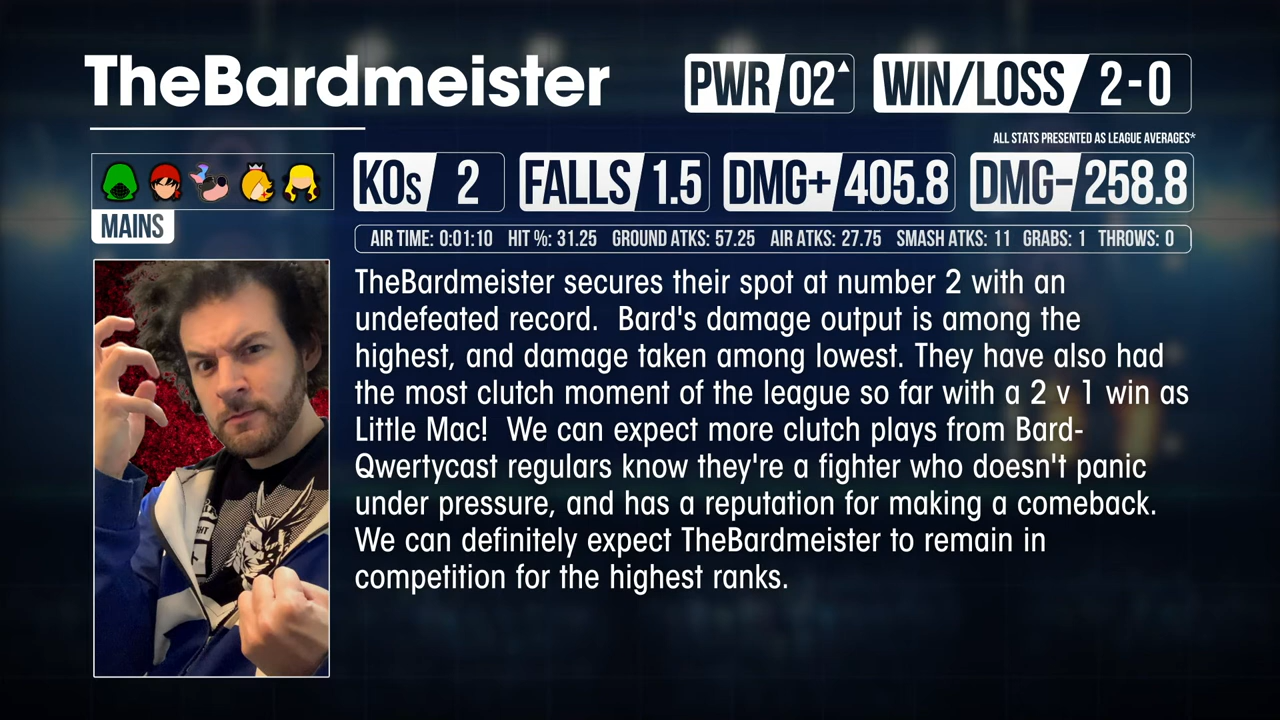 TheBardmeister
PWR 02▲
WIN/LOSS 2-0
ALL STATS PRESENTED AS LEAGUE AVERAGES*
MAINS
KOs 2
FALLS 1.5
DMG+ 405.8
DMG- 258.8
AIR TIME: 0:01:10 HIT %: 31.25 GROUND ATKS: 57.25 AIR ATKS: 27.75 SMASH ATKS: 11 GRABS: 1 THROWS: 0
TheBardmeister secures their spot at number 2 with an
undefeated record. Bard's damage output is among the
highest, and damage taken among lowest. They have also had
the most clutch moment of the league so far with a 2 v 1 win as
Little Mac! We can expect more clutch plays from Bard-
Qwertycast regulars know they're a fighter who doesn't panic
under pressure, and has a reputation for making a comeback.
We can definitely expect TheBardmeister to remain in
competition for the highest ranks.